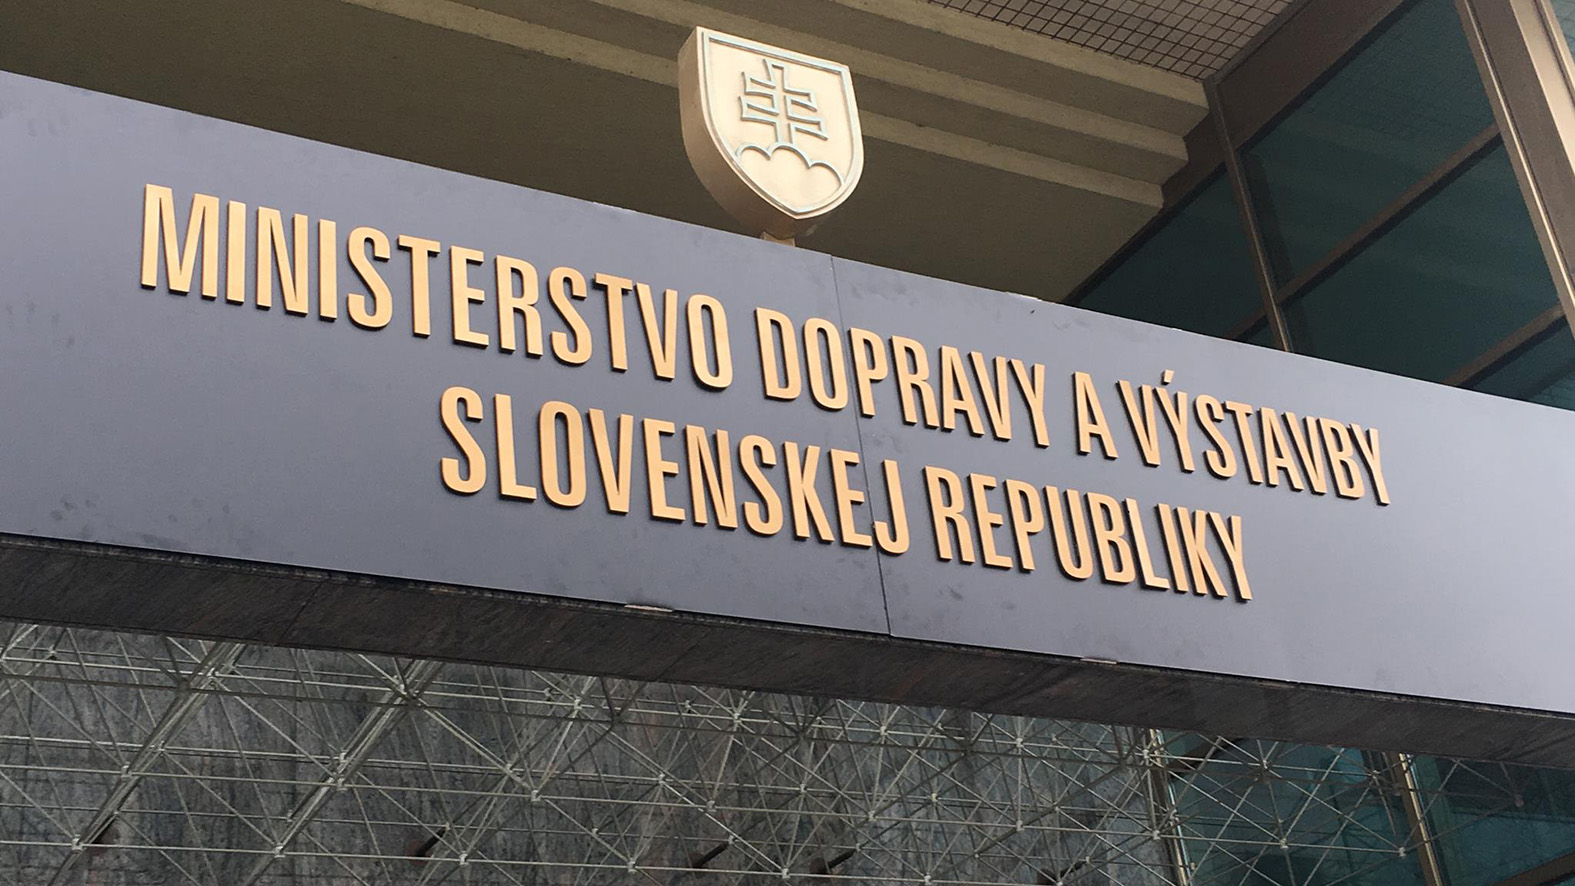 MINISTERSTVO DOPRAVY A VÝSTAVBY
SLOVENSKEJ REPUBLIKY